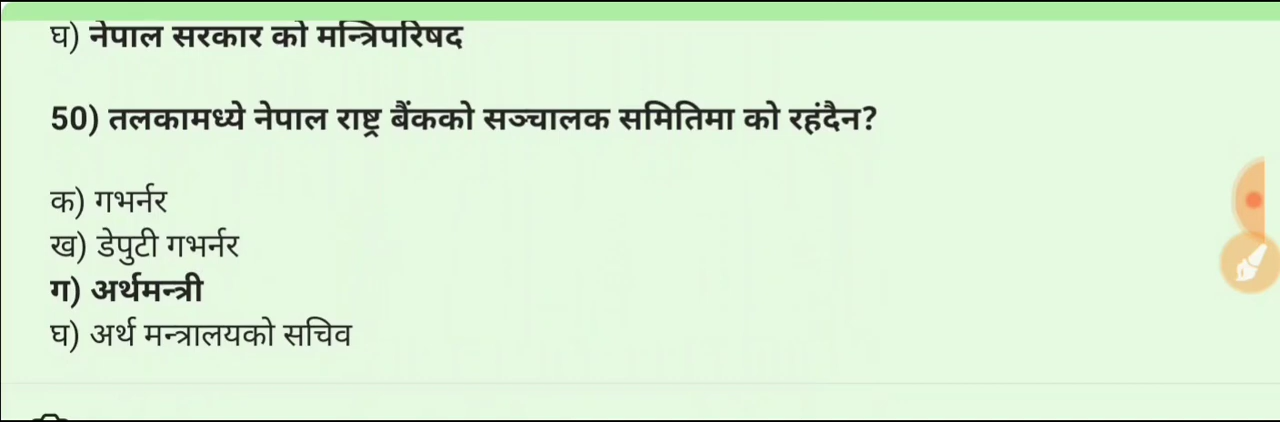 घ) नेपाल सरकार को मन्त्रिपरिषद
50) तलकामध्ये नेपाल राष्ट्र बैंकको सञ्चालक समितिमा को रहंदैन?
क) गभर्नर
ख) डेपुटी गभर्नर
ग) अर्थमन्त्री
घ) अर्थ मन्त्रालयको सचिव